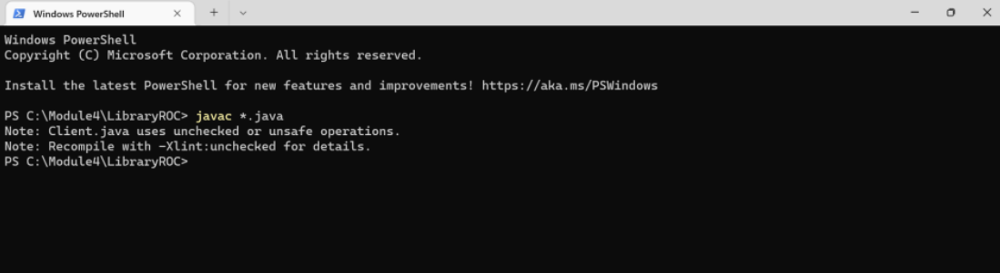 Windows PowerShell
Windows PowerShell
Copyright (C) Microsoft Corporation. All rights reserved.
Install the latest PowerShell for new features and improvements! https://aka.ms/PSWindows
PS C:\Module4\LibraryROC> javac *.java
Note: Client.java uses unchecked or unsafe operations.
Note: Recompile with -Xlint:unchecked for details.
PS C:\Module4\LibraryROC>